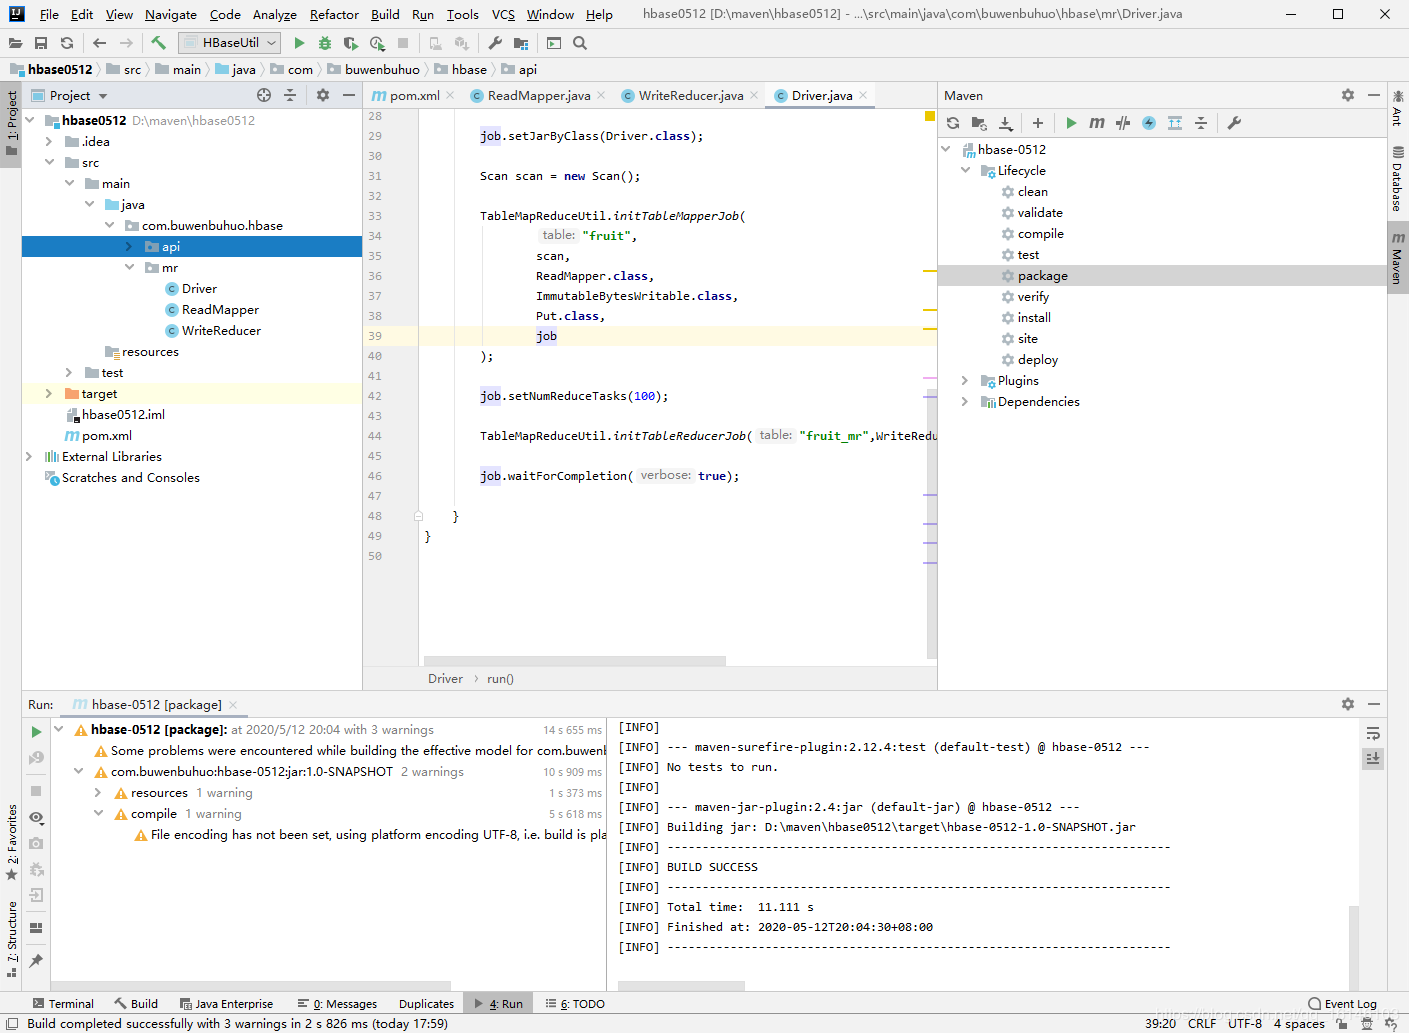 File Edit View Navigate Code Analyze Refactor Build Run Tools VCS Window Help hbase0512 [D:\maven\hbase0512] - ...\src\main\java\com\buwenbuhuo\hbase\mr\Driver.java
HBaseUtil
hbase0512 src main java com buwenbuhuo hbase api
1: Project
Project
hbase0512 D:\maven\hbase0512
.idea
src
main
java
com.buwenbuhuo.hbase
api
mr
Driver
ReadMapper
WriteReducer
resources
test
target
hbase0512.iml
pom.xml
External Libraries
Scratches and Consoles
pom.xml ReadMapper.java WriteReducer.java Driver.java
28
29 job.setJarByClass(Driver.class);
30
31 Scan scan = new Scan();
32
33 TableMapReduceUtil.initTableMapperJob(
34 table: "fruit",
35 scan,
36 ReadMapper.class,
37 ImmutableBytesWritable.class,
38 Put.class,
39 job
40 );
41
42 job.setNumReduceTasks(100);
43
44 TableMapReduceUtil.initTableReducerJob( table: "fruit_mr",WriteRedu
45
46 job.waitForCompletion( verbose: true);
47
48 }
49 }
50
Driver run()
Maven
hbase-0512
Lifecycle
clean
validate
compile
test
package
verify
install
site
deploy
Plugins
Dependencies
Ant
Database
Maven
Run: hbase-0512 [package]
hbase-0512 [package]: at 2020/5/12 20:04 with 3 warnings 14 s 655 ms
Some problems were encountered while building the effective model for com.buwenb
com.buwenbuhuo:hbase-0512:jar:1.0-SNAPSHOT 2 warnings 10 s 909 ms
resources 1 warning 1 s 373 ms
compile 1 warning 5 s 618 ms
File encoding has not been set, using platform encoding UTF-8, i.e. build is pla
[INFO]
[INFO] --- maven-surefire-plugin:2.12.4:test (default-test) @ hbase-0512 ---
[INFO] No tests to run.
[INFO]
[INFO] --- maven-jar-plugin:2.4:jar (default-jar) @ hbase-0512 ---
[INFO] Building jar: D:\maven\hbase0512\target\hbase-0512-1.0-SNAPSHOT.jar
[INFO] ------------------------------------------------------------------------
[INFO] BUILD SUCCESS
[INFO] ------------------------------------------------------------------------
[INFO] Total time: 11.111 s
[INFO] Finished at: 2020-05-12T20:04:30+08:00
[INFO] ------------------------------------------------------------------------
2: Favorites
7: Structure
Terminal Build Java Enterprise 0: Messages Duplicates 4: Run 6: TODO Event Log
Build completed successfully with 3 warnings in 2 s 826 ms (today 17:59) 39:20 CRLF UTF-8 4 spaces